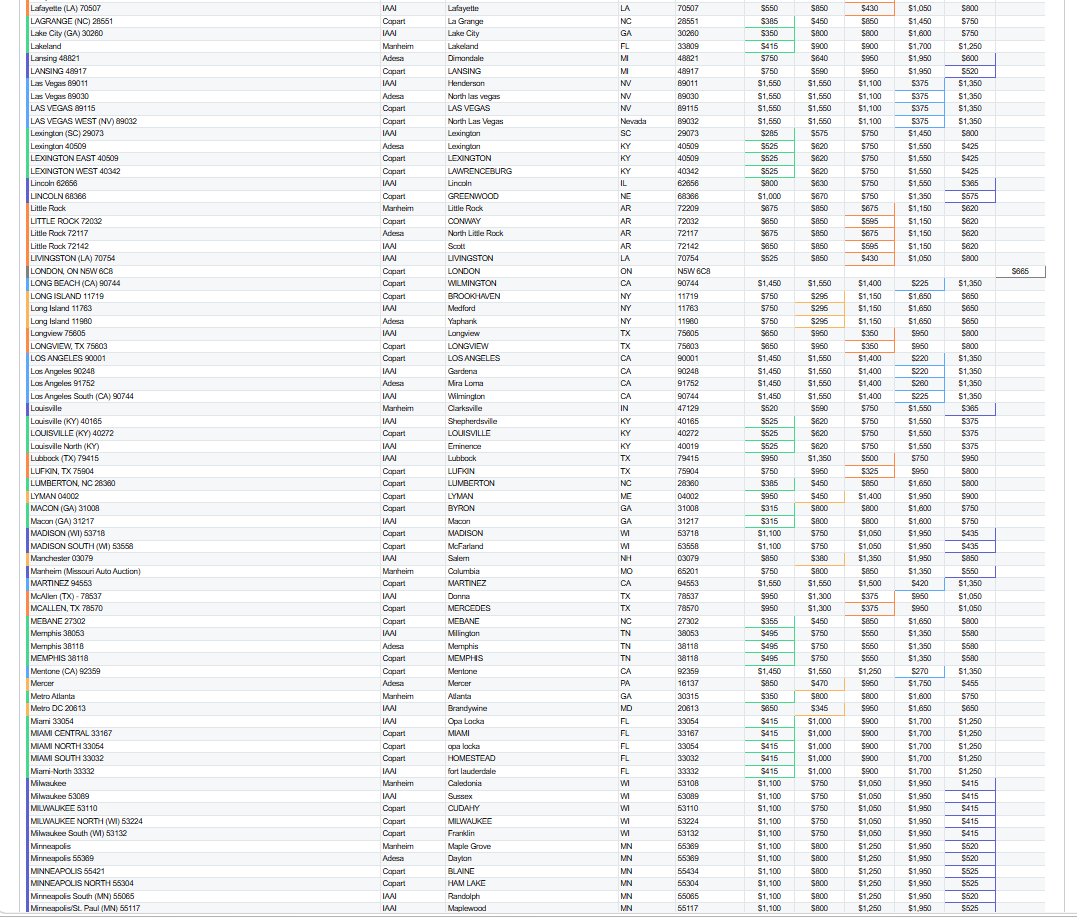 Lafayette (LA) 70507 IAAI Lafayette LA 70507 $550 $850 $430 $1,050 $800
LAGRANGE (NC) 28551 Copart La Grange NC 28551 $385 $450 $850 $1,450 $750
Lake City (GA) 30260 IAAI Lake City GA 30260 $350 $800 $800 $1,600 $750
Lakeland Manheim Lakeland FL 33809 $415 $900 $900 $1,700 $1,250
Lansing 48821 Adesa Dimondale MI 48821 $750 $640 $950 $1,950 $600
LANSING 48917 Copart LANSING MI 48917 $750 $590 $950 $1,950 $520
Las Vegas 89011 IAAI Henderson NV 89011 $1,550 $1,550 $1,100 $375 $1,350
Las Vegas 89030 Adesa North las vegas NV 89030 $1,550 $1,550 $1,100 $375 $1,350
LAS VEGAS 89115 Copart LAS VEGAS NV 89115 $1,550 $1,550 $1,100 $375 $1,350
LAS VEGAS WEST (NV) 89032 Copart North Las Vegas Nevada 89032 $1,550 $1,550 $1,100 $375 $1,350
Lexington (SC) 29073 IAAI Lexington SC 29073 $285 $575 $750 $1,450 $800
Lexington 40509 Adesa Lexington KY 40509 $525 $620 $750 $1,550 $425
LEXINGTON EAST 40509 Copart LEXINGTON KY 40509 $525 $620 $750 $1,550 $425
LEXINGTON WEST 40342 Copart LAWRENCEBURG KY 40342 $525 $620 $750 $1,550 $425
Lincoln 62656 IAAI Lincoln IL 62656 $800 $630 $750 $1,550 $365
LINCOLN 68366 Copart GREENWOOD NE 68366 $1,000 $670 $750 $1,350 $575
Little Rock Manheim Little Rock AR 72209 $675 $850 $675 $1,150 $620
LITTLE ROCK 72032 Copart CONWAY AR 72032 $650 $850 $595 $1,150 $620
Little Rock 72117 Adesa North Little Rock AR 72117 $675 $850 $675 $1,150 $620
Little Rock 72142 IAAI Scott AR 72142 $650 $850 $595 $1,150 $620
LIVINGSTON (LA) 70754 IAAI LIVINGSTON LA 70754 $525 $850 $430 $1,050 $800
LONDON, ON N5W 6C8 Copart LONDON ON N5W 6C8 $665
LONG BEACH (CA) 90744 Copart WILMINGTON CA 90744 $1,450 $1,550 $1,400 $225 $1,350
LONG ISLAND 11719 Copart BROOKHAVEN NY 11719 $750 $295 $1,150 $1,650 $650
Long Island 11763 IAAI Medford NY 11763 $750 $295 $1,150 $1,650 $650
Long Island 11980 Adesa Yaphank NY 11980 $750 $295 $1,150 $1,650 $650
Longview 75605 IAAI Longview TX 75605 $650 $950 $350 $950 $800
LONGVIEW, TX 75603 Copart LONGVIEW TX 75603 $650 $950 $350 $950 $800
LOS ANGELES 90001 Copart LOS ANGELES CA 90001 $1,450 $1,550 $1,400 $220 $1,350
Los Angeles 90248 IAAI Gardena CA 90248 $1,450 $1,550 $1,400 $220 $1,350
Los Angeles 91752 Adesa Mira Loma CA 91752 $1,450 $1,550 $1,400 $260 $1,350
Los Angeles South (CA) 90744 IAAI Wilmington CA 90744 $1,450 $1,550 $1,400 $225 $1,350
Louisville Manheim Clarksville IN 47129 $520 $590 $750 $1,550 $365
Louisville (KY) 40165 IAAI Shepherdsville KY 40165 $525 $620 $750 $1,550 $375
LOUISVILLE (KY) 40272 Copart LOUISVILLE KY 40272 $525 $620 $750 $1,550 $375
Louisville North (KY) IAAI Eminence KY 40019 $525 $620 $750 $1,550 $375
Lubbock (TX) 79415 IAAI Lubbock TX 79415 $950 $1,350 $500 $750 $950
LUFKIN, TX 75904 Copart LUFKIN TX 75904 $750 $950 $325 $950 $800
LUMBERTON, NC 28360 Copart LUMBERTON NC 28360 $385 $450 $850 $1,650 $800
LYMAN 04002 Copart LYMAN ME 04002 $950 $450 $1,400 $1,950 $900
MACON (GA) 31008 Copart BYRON GA 31008 $315 $800 $800 $1,600 $750
Macon (GA) 31217 IAAI Macon GA 31217 $315 $800 $800 $1,600 $750
MADISON (WI) 53718 Copart MADISON WI 53718 $1,100 $750 $1,050 $1,950 $435
MADISON SOUTH (WI) 53558 Copart McFarland WI 53558 $1,100 $750 $1,050 $1,950 $435
Manchester 03079 IAAI Salem NH 03079 $850 $380 $1,350 $1,950 $850
Manheim (Missouri Auto Auction) Manheim Columbia MO 65201 $750 $800 $850 $1,350 $550
MARTINEZ 94553 Copart MARTINEZ CA 94553 $1,550 $1,550 $1,500 $420 $1,350
McAllen (TX) - 78537 IAAI Donna TX 78537 $950 $1,300 $375 $950 $1,050
MCALLEN, TX 78570 Copart MERCEDES TX 78570 $950 $1,300 $375 $950 $1,050
MEBANE 27302 Copart MEBANE NC 27302 $355 $450 $850 $1,650 $800
Memphis 38053 IAAI Millington TN 38053 $495 $750 $550 $1,350 $580
Memphis 38118 Adesa Memphis TN 38118 $495 $750 $550 $1,350 $580
MEMPHIS 38118 Copart MEMPHIS TN 38118 $495 $750 $550 $1,350 $580
Mentone (CA) 92359 Copart Mentone CA 92359 $1,450 $1,550 $1,250 $270 $1,350
Mercer Adesa Mercer PA 16137 $850 $470 $950 $1,750 $455
Metro Atlanta Manheim Atlanta GA 30315 $350 $800 $800 $1,600 $750
Metro DC 20613 IAAI Brandywine MD 20613 $650 $345 $950 $1,650 $650
Miami 33054 IAAI Opa Locka FL 33054 $415 $1,000 $900 $1,700 $1,250
MIAMI CENTRAL 33167 Copart MIAMI FL 33167 $415 $1,000 $900 $1,700 $1,250
MIAMI NORTH 33054 Copart opa locka FL 33054 $415 $1,000 $900 $1,700 $1,250
MIAMI SOUTH 33032 Copart HOMESTEAD FL 33032 $415 $1,000 $900 $1,700 $1,250
Miami-North 33332 IAAI fort lauderdale FL 33332 $415 $1,000 $900 $1,700 $1,250
Milwaukee Manheim Caledonia WI 53108 $1,100 $750 $1,050 $1,950 $415
Milwaukee 53089 IAAI Sussex WI 53089 $1,100 $750 $1,050 $1,950 $415
MILWAUKEE 53110 Copart CUDAHY WI 53110 $1,100 $750 $1,050 $1,950 $415
MILWAUKEE NORTH (WI) 53224 Copart MILWAUKEE WI 53224 $1,100 $750 $1,050 $1,950 $415
Milwaukee South (WI) 53132 Copart Franklin WI 53132 $1,100 $750 $1,050 $1,950 $415
Minneapolis Manheim Maple Grove MN 55369 $1,100 $800 $1,250 $1,950 $520
Minneapolis 55369 Adesa Dayton MN 55369 $1,100 $800 $1,250 $1,950 $520
MINNEAPOLIS 55421 Copart BLAINE MN 55434 $1,100 $800 $1,250 $1,950 $525
MINNEAPOLIS NORTH 55304 Copart HAM LAKE MN 55304 $1,100 $800 $1,250 $1,950 $525
Minneapolis South (MN) 55065 IAAI Randolph MN 55065 $1,100 $800 $1,250 $1,950 $520
Minneapolis/St. Paul (MN) 55117 IAAI Maplewood MN 55117 $1,100 $800 $1,250 $1,950 $525